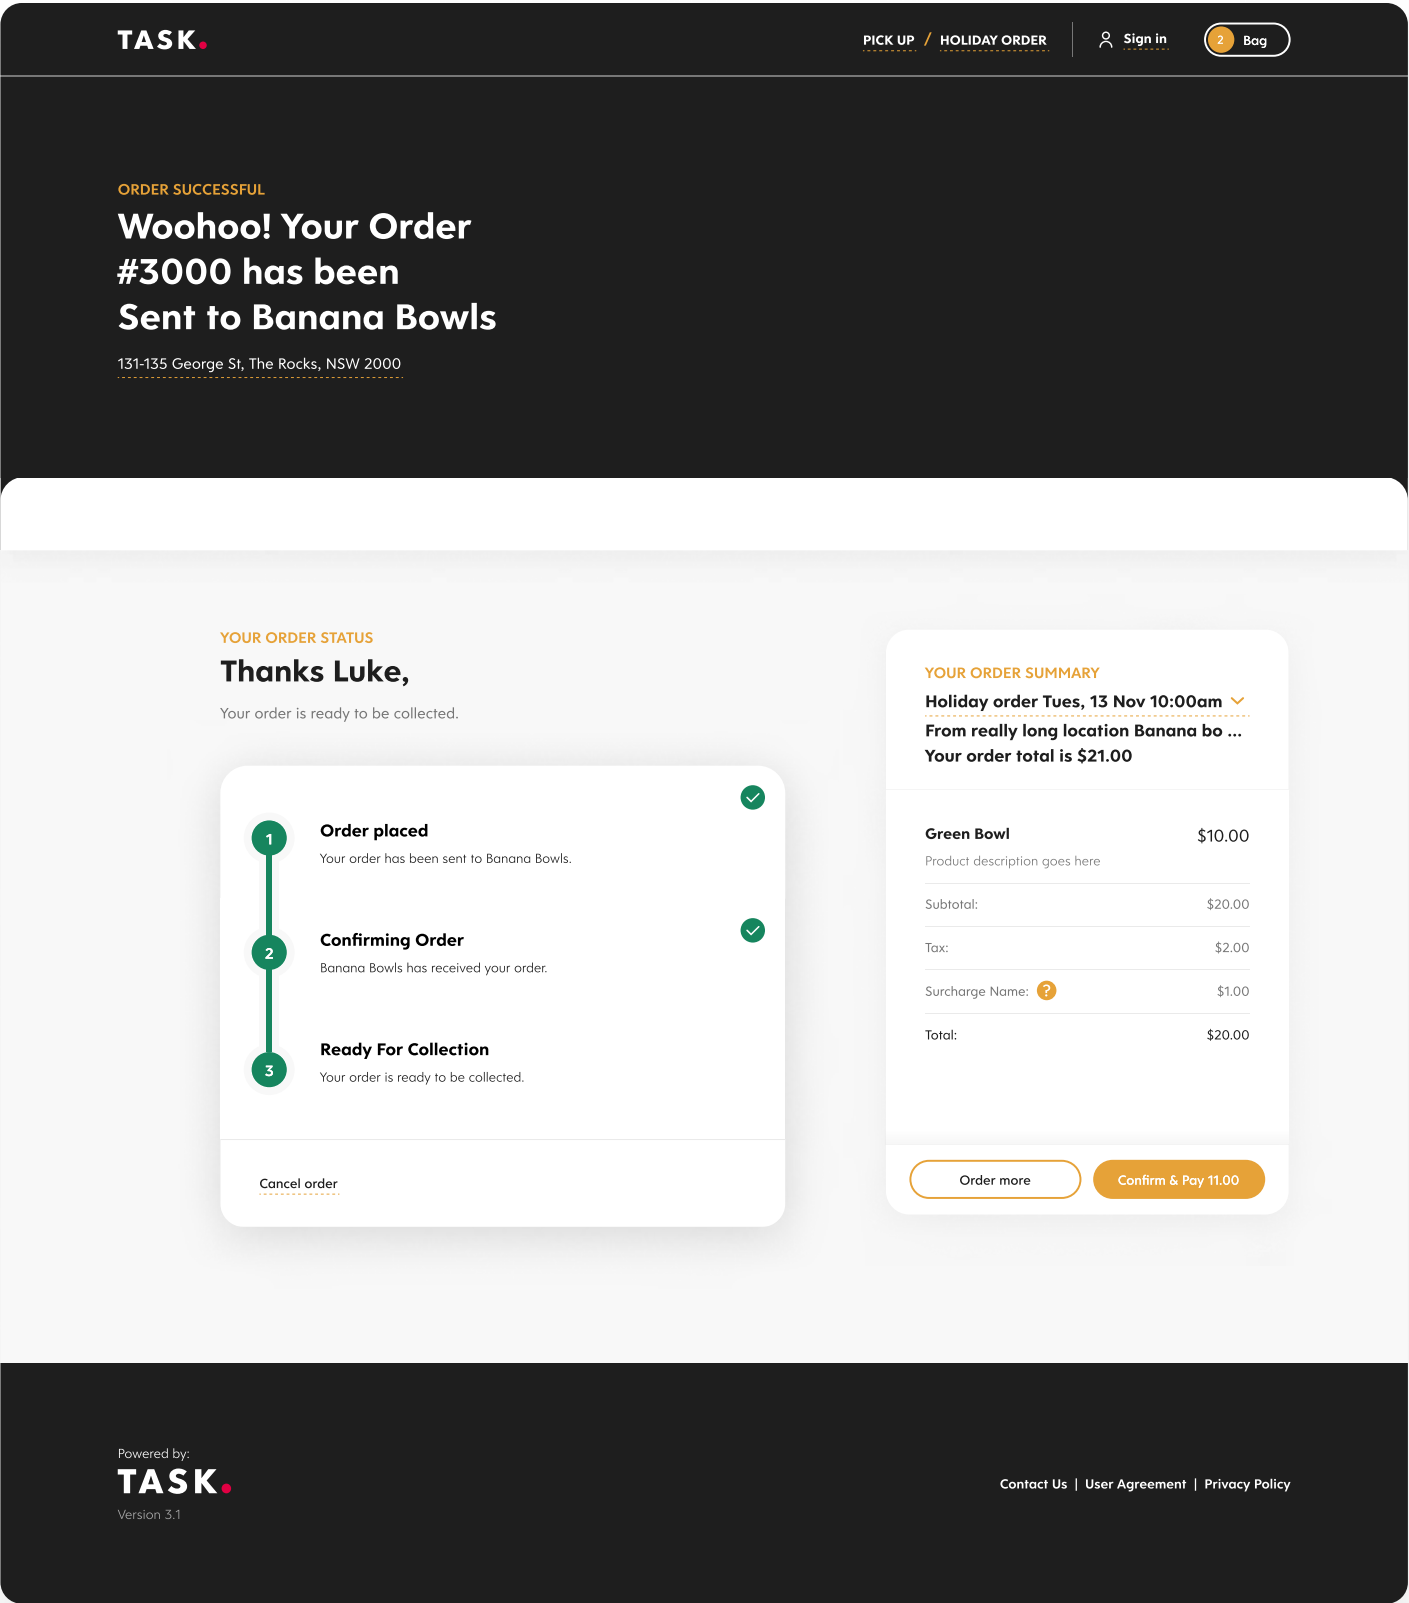 TASK.
PICK UP / HOLIDAY ORDER
Sign in
2 Bag
ORDER SUCCESSFUL
Woohoo! Your Order
#3000 has been
Sent to Banana Bowls
131-135 George St, The Rocks, NSW 2000
YOUR ORDER STATUS
Thanks Luke,
Your order is ready to be collected.
1 Order placed
Your order has been sent to Banana Bowls.
2 Confirming Order
Banana Bowls has received your order.
3 Ready For Collection
Your order is ready to be collected.
Cancel order
YOUR ORDER SUMMARY
Holiday order Tues, 13 Nov 10:00am
From really long location Banana bo ...
Your order total is $21.00
Green Bowl $10.00
Product description goes here
Subtotal: $20.00
Tax: $2.00
Surcharge Name: ? $1.00
Total: $20.00
Order more
Confirm & Pay 11.00
Powered by:
TASK.
Version 3.1
Contact Us | User Agreement | Privacy Policy